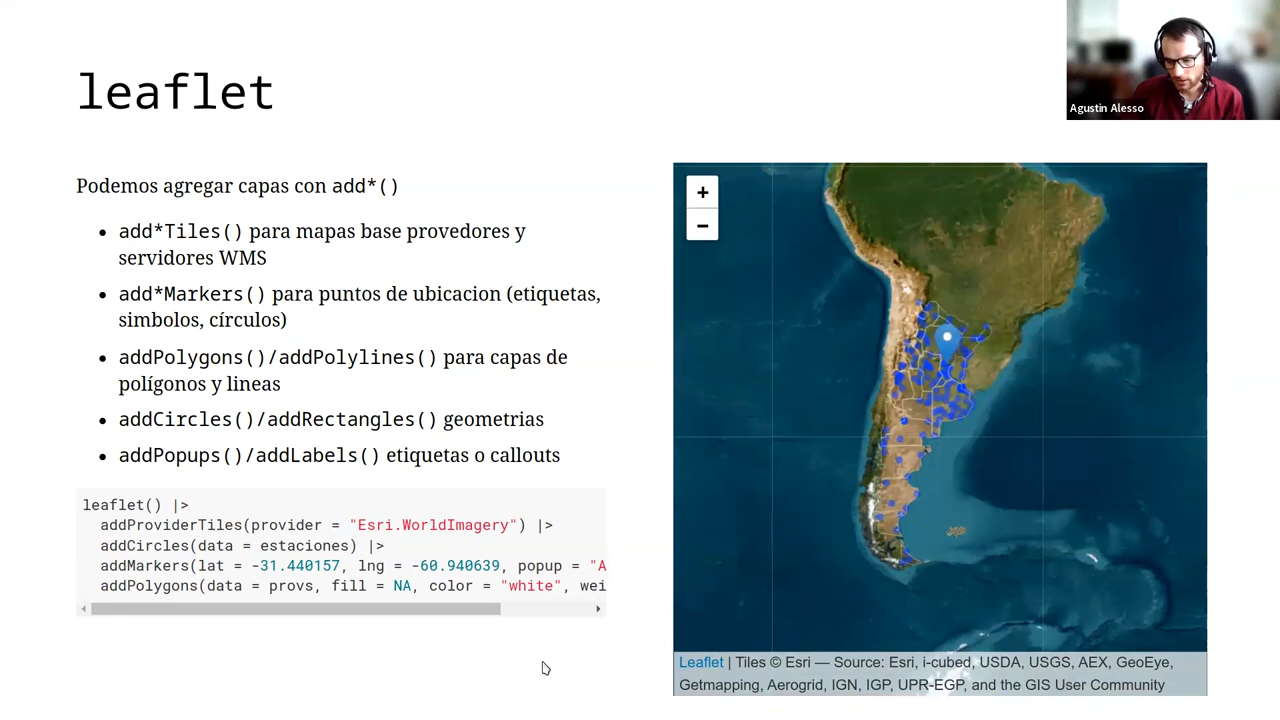 leaflet
Agustin Alesso
Podemos agregar capas con add*()
• add*Tiles() para mapas base provedores y
servidores WMS
• add*Markers() para puntos de ubicacion (etiquetas,
simbolos, círculos)
• addPolygons()/addPolylines() para capas de
polígonos y lineas
• addCircles()/addRectangles() geometrias
• addPopups()/addLabels() etiquetas o callouts
leaflet() |>
addProviderTiles(provider = "Esri.WorldImagery") |>
addCircles(data = estaciones) |>
addMarkers(lat = -31.440157, lng = -60.940639, popup = "A
addPolygons(data = provs, fill = NA, color = "white", wei
+
−
Leaflet | Tiles © Esri — Source: Esri, i-cubed, USDA, USGS, AEX, GeoEye,
Getmapping, Aerogrid, IGN, IGP, UPR-EGP, and the GIS User Community